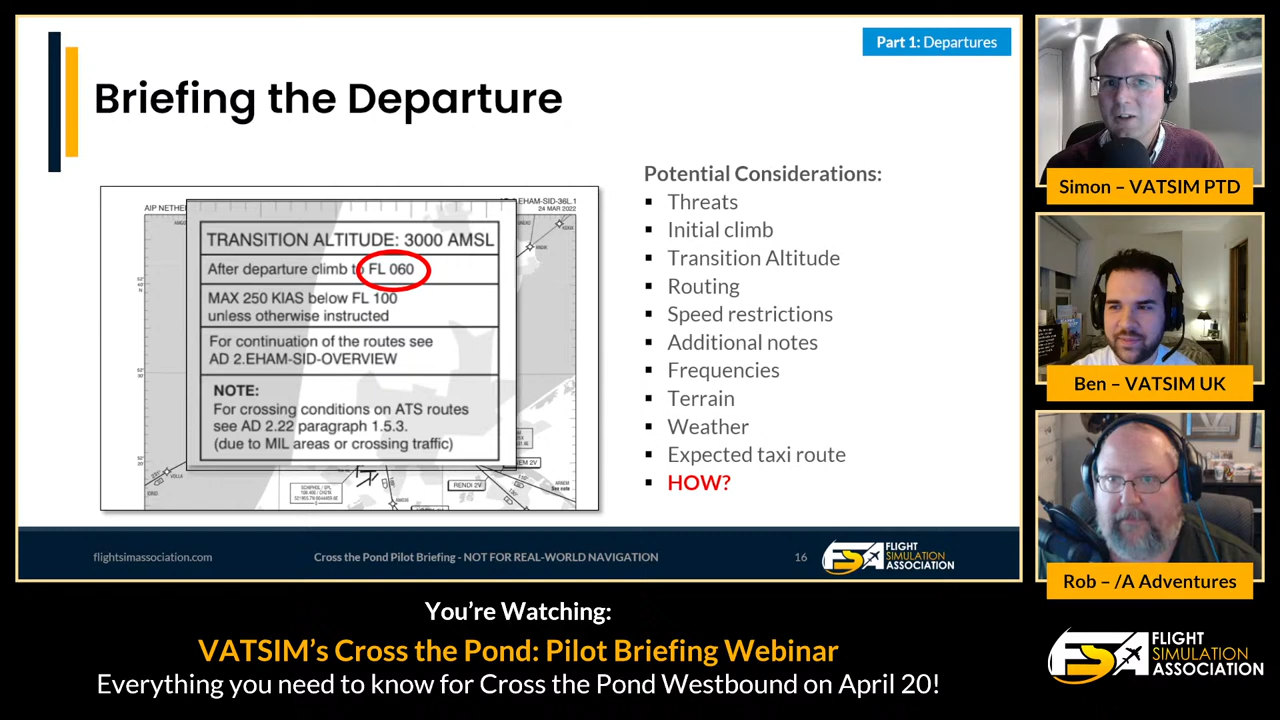 Part 1: Departures
Briefing the Departure
AIP NETHE
EHAM-SID-36L.1
24 MAR 2022
TRANSITION ALTITUDE: 3000 AMSL
After departure climb to FL 060
MAX 250 KIAS below FL 100
unless otherwise instructed
For continuation of the routes see
AD 2.EHAM-SID-OVERVIEW
NOTE:
For crossing conditions on ATS routes
see AD 2.22 paragraph 1.5.3.
(due to MIL areas or crossing traffic)
RENDI 2V
Potential Considerations:
▪ Threats
▪ Initial climb
▪ Transition Altitude
▪ Routing
▪ Speed restrictions
▪ Additional notes
▪ Frequencies
▪ Terrain
▪ Weather
▪ Expected taxi route
▪ HOW?
flightsimassociation.com
Cross the Pond Pilot Briefing - NOT FOR REAL-WORLD NAVIGATION
16
FSA
FLIGHT
SIMULATION
ASSOCIATION
Simon – VATSIM PTD
Ben – VATSIM UK
Rob – /A Adventures
You're Watching:
VATSIM's Cross the Pond: Pilot Briefing Webinar
Everything you need to know for Cross the Pond Westbound on April 20!
FSA
FLIGHT
SIMULATION
ASSOCIATION